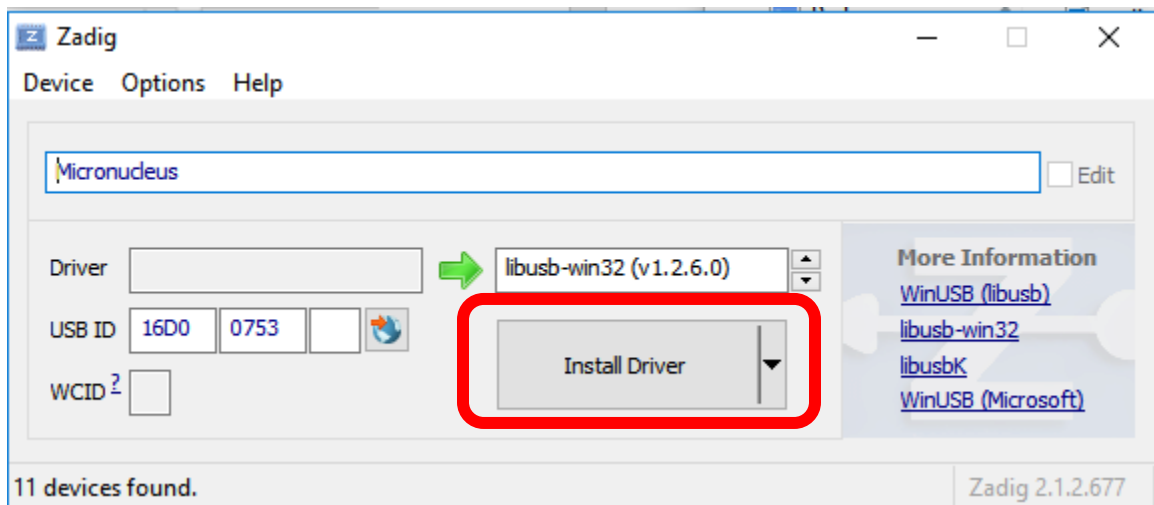 Zadig
Device Options Help
Micronucleus
Edit
Driver
libusb-win32 (v1.2.6.0)
USB ID 16D0 0753
WCID ?
Install Driver
More Information
WinUSB (libusb)
libusb-win32
libusbK
WinUSB (Microsoft)
11 devices found.
Zadig 2.1.2.677